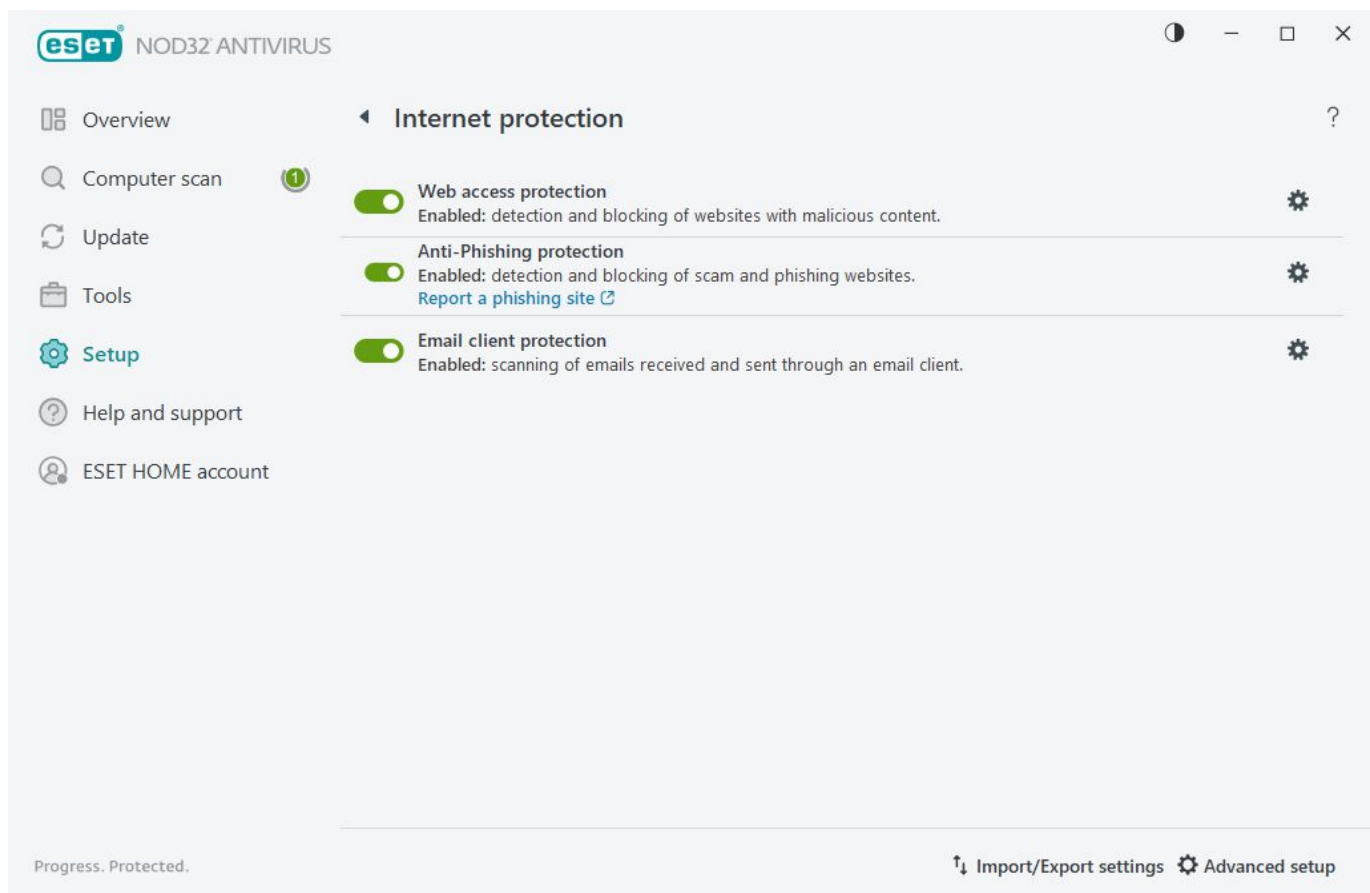 eseT® NOD32® ANTIVIRUS
Overview
Computer scan 1
Update
Tools
Setup
Help and support
ESET HOME account
Internet protection ?
Web access protection
Enabled: detection and blocking of websites with malicious content.
Anti-Phishing protection
Enabled: detection and blocking of scam and phishing websites.
Report a phishing site
Email client protection
Enabled: scanning of emails received and sent through an email client.
Progress. Protected.
Import/Export settings Advanced setup